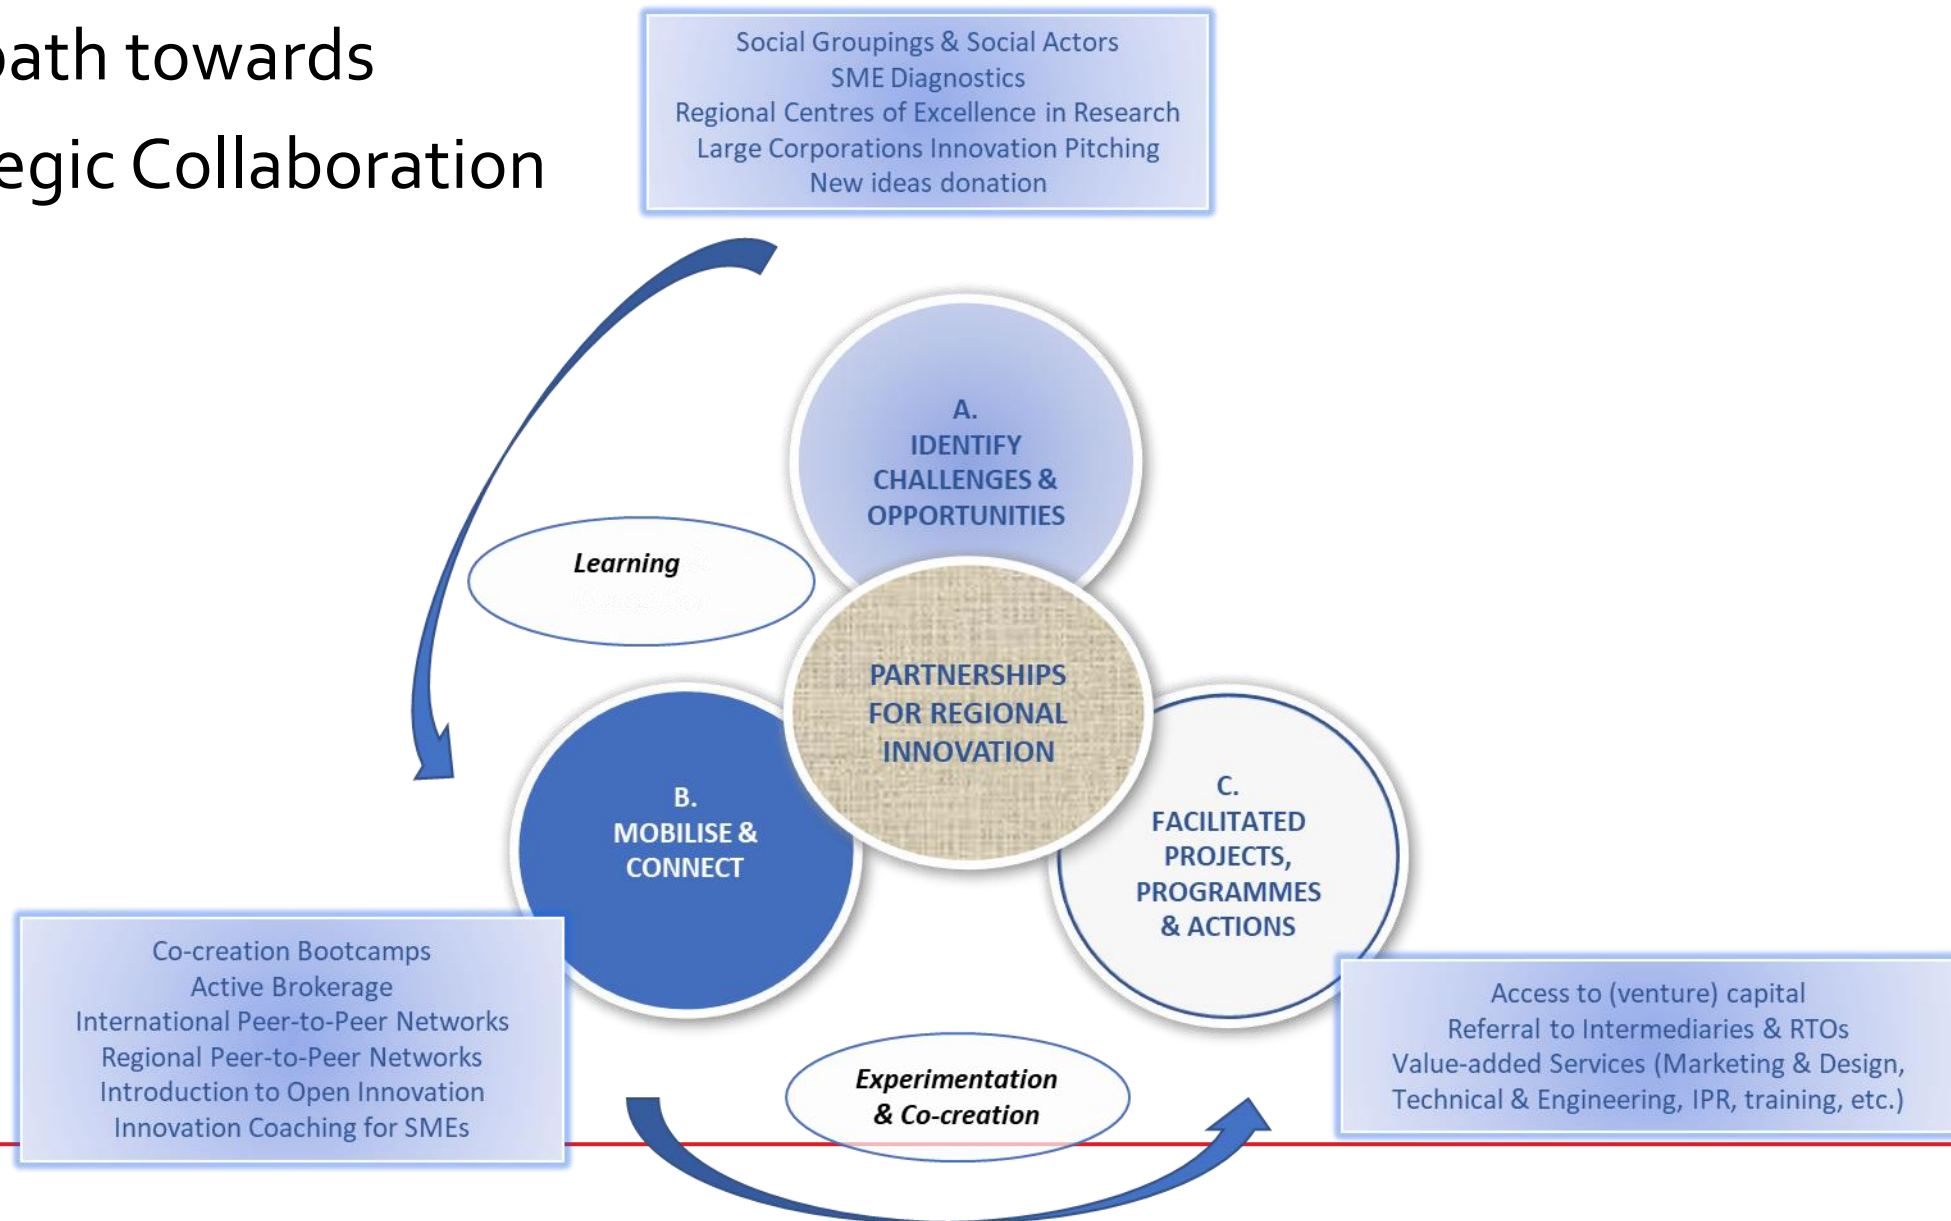 path towards
egic Collaboration
Social Groupings & Social Actors
SME Diagnostics
Regional Centres of Excellence in Research
Large Corporations Innovation Pitching
New ideas donation
A.
IDENTIFY
CHALLENGES &
OPPORTUNITIES
Learning
PARTNERSHIPS
FOR REGIONAL
INNOVATION
B.
MOBILISE &
CONNECT
C.
FACILITATED
PROJECTS,
PROGRAMMES
& ACTIONS
Co-creation Bootcamps
Active Brokerage
International Peer-to-Peer Networks
Regional Peer-to-Peer Networks
Introduction to Open Innovation
Innovation Coaching for SMEs
Experimentation
& Co-creation
Access to (venture) capital
Referral to Intermediaries & RTOs
Value-added Services (Marketing & Design,
Technical & Engineering, IPR, training, etc.)